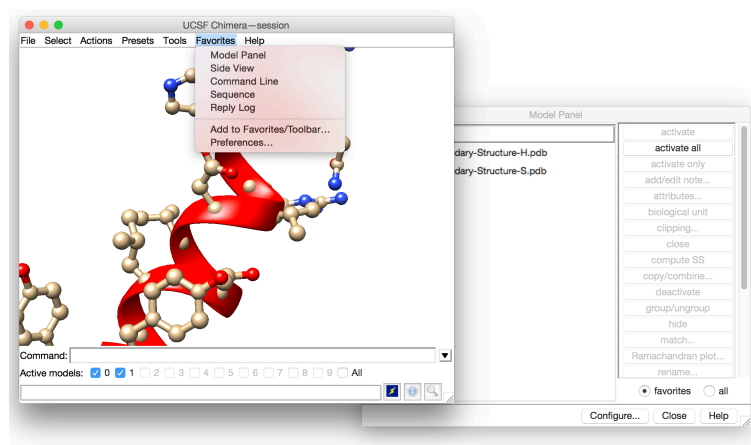 UCSF Chimera—session
File Select Actions Presets Tools Favorites Help
Model Panel
Side View
Command Line
Sequence
Reply Log
Add to Favorites/Toolbar...
Preferences...
Command:
Active models: 0 1 2 3 4 5 6 7 8 9 All
Model Panel
dary-Structure-H.pdb
dary-Structure-S.pdb
activate
activate all
activate only
add/edit note...
attributes...
biological unit
clipping...
close
compute SS
copy/combine...
deactivate
group/ungroup
hide
match...
Ramachandran plot...
rename...
favorites all
Configure... Close Help